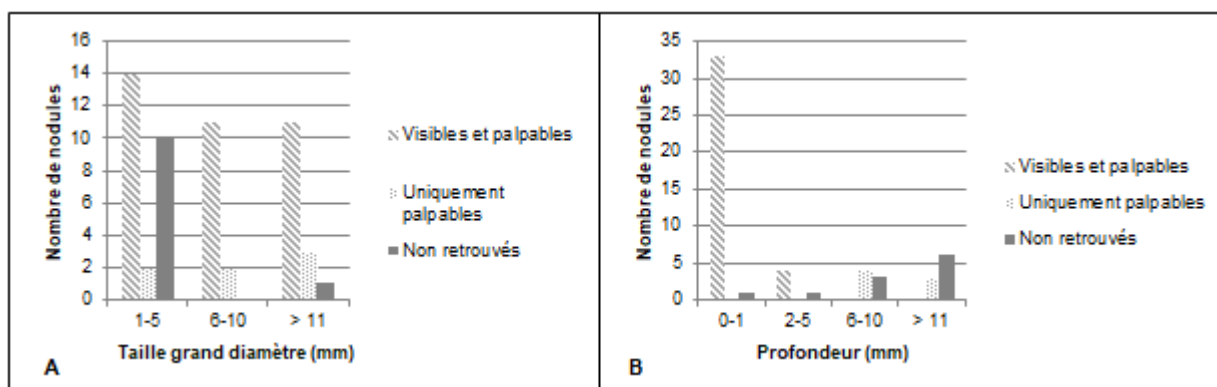 16
14
12
10
8
6
4
2
0
Nombre de nodules
1-5 6-10 > 11
Taille grand diamètre (mm)
Visibles et palpables
Uniquement
palpables
Non retrouvés
A
35
30
25
20
15
10
5
0
Nombre de nodules
0-1 2-5 6-10 > 11
Profondeur (mm)
Visibles et palpables
Uniquement palpables
Non retrouvés
B